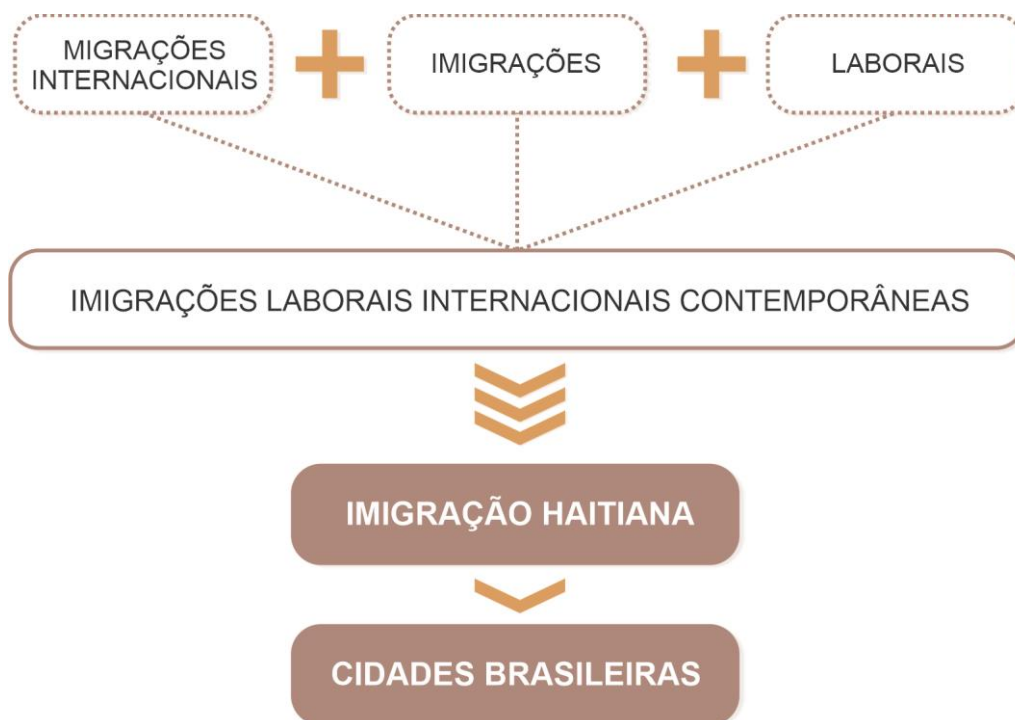 MIGRAÇÕES
INTERNACIONAIS
IMIGRAÇÕES
LABORAIS
IMIGRAÇÕES LABORAIS INTERNACIONAIS CONTEMPORÂNEAS
IMIGRAÇÃO HAITIANA
CIDADES BRASILEIRAS